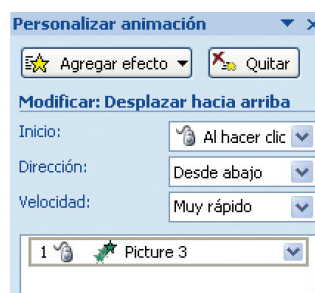 Personalizar animación
Agregar efecto Quitar
Modificar: Desplazar hacia arriba
Inicio: Al hacer clic
Dirección: Desde abajo
Velocidad: Muy rápido
1 Picture 3